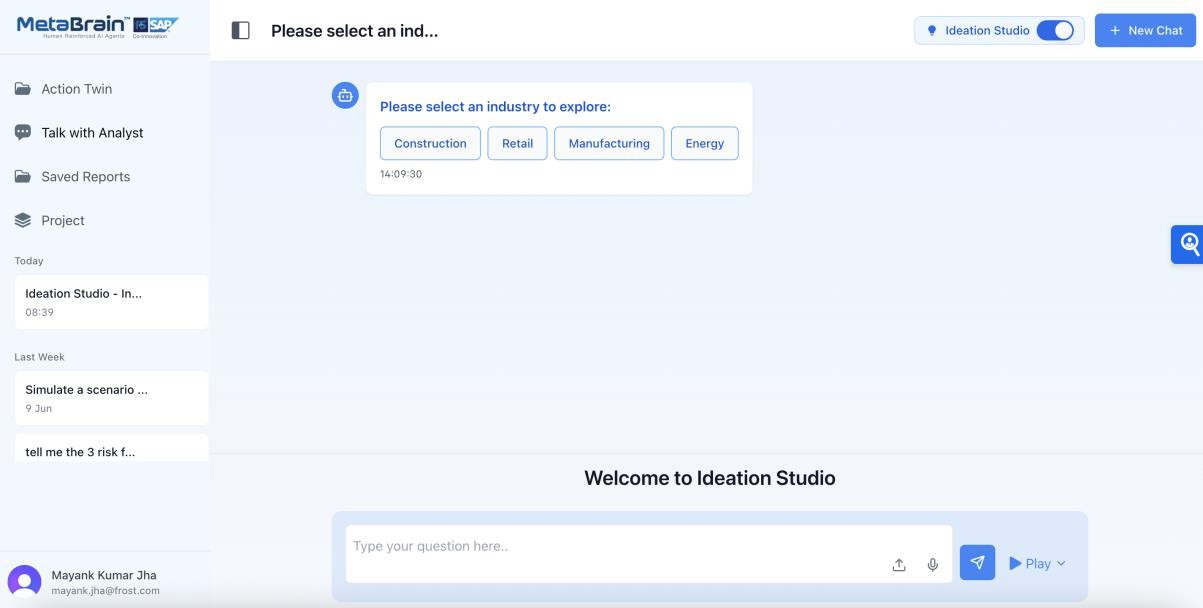 MetaBrain™ SAP
Human Reinforced AI Agents Co-Innovation
Please select an ind...
Ideation Studio
+ New Chat
Action Twin
Talk with Analyst
Saved Reports
Project
Today
Ideation Studio - In...
08:39
Last Week
Simulate a scenario ...
9 Jun
tell me the 3 risk f...
Mayank Kumar Jha
mayank.jha@frost.com
Please select an industry to explore:
Construction Retail Manufacturing Energy
14:09:30
Welcome to Ideation Studio
Type your question here..
Play